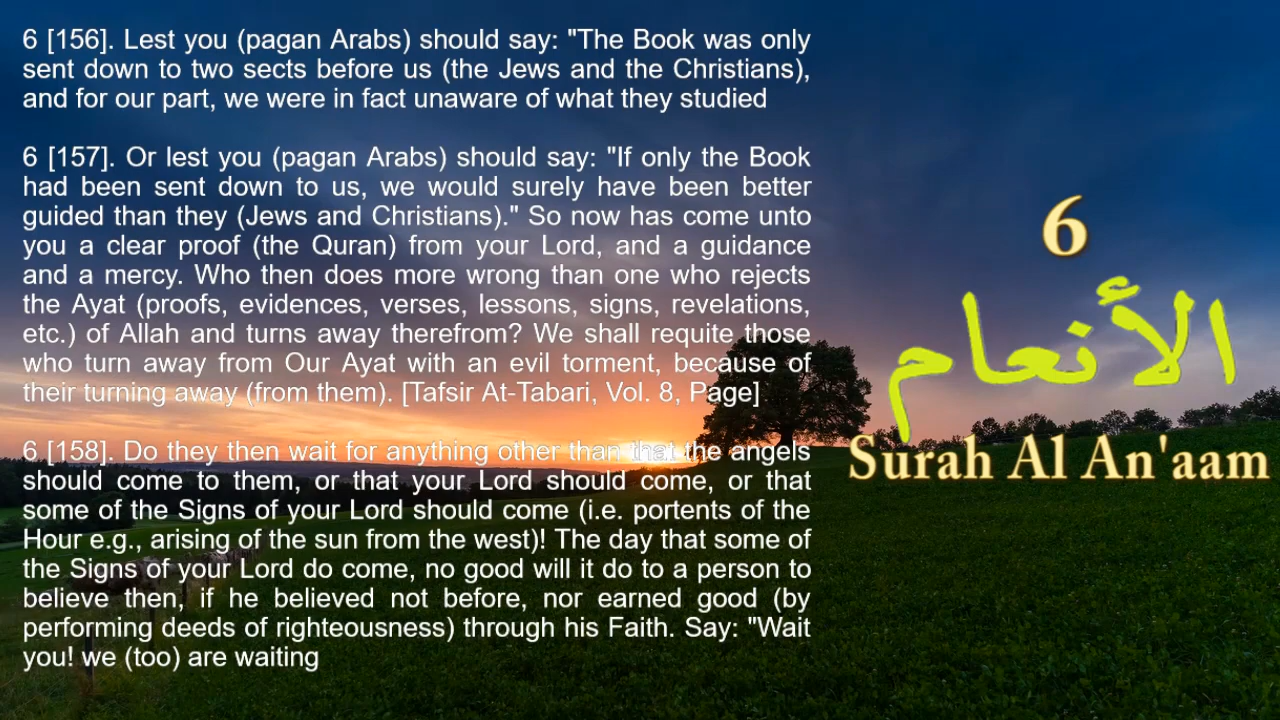 6 [156]. Lest you (pagan Arabs) should say: "The Book was only
sent down to two sects before us (the Jews and the Christians),
and for our part, we were in fact unaware of what they studied
6 [157]. Or lest you (pagan Arabs) should say: "If only the Book
had been sent down to us, we would surely have been better
guided than they (Jews and Christians)." So now has come unto
you a clear proof (the Quran) from your Lord, and a guidance
and a mercy. Who then does more wrong than one who rejects
the Ayat (proofs, evidences, verses, lessons, signs, revelations,
etc.) of Allah and turns away therefrom? We shall requite those
who turn away from Our Ayat with an evil torment, because of
their turning away (from them). [Tafsir At-Tabari, Vol. 8, Page]
6 [158]. Do they then wait for anything other than that the angels
should come to them, or that your Lord should come, or that
some of the Signs of your Lord should come (i.e. portents of the
Hour e.g., arising of the sun from the west)! The day that some of
the Signs of your Lord do come, no good will it do to a person to
believe then, if he believed not before, nor earned good (by
performing deeds of righteousness) through his Faith. Say: "Wait
you! we (too) are waiting
6
الأنعام
Surah Al An'aam